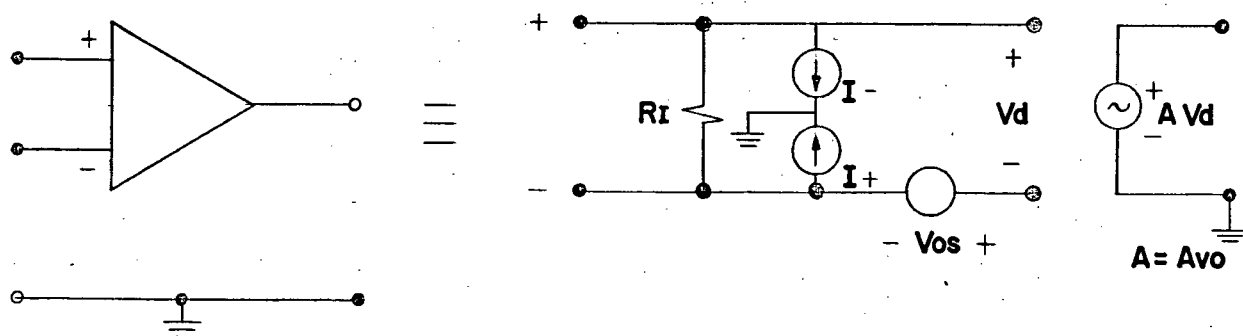 +
-
+
-
RI
I-
I+
+
Vd
-
- Vos +
+
-
A Vd
A = Avo